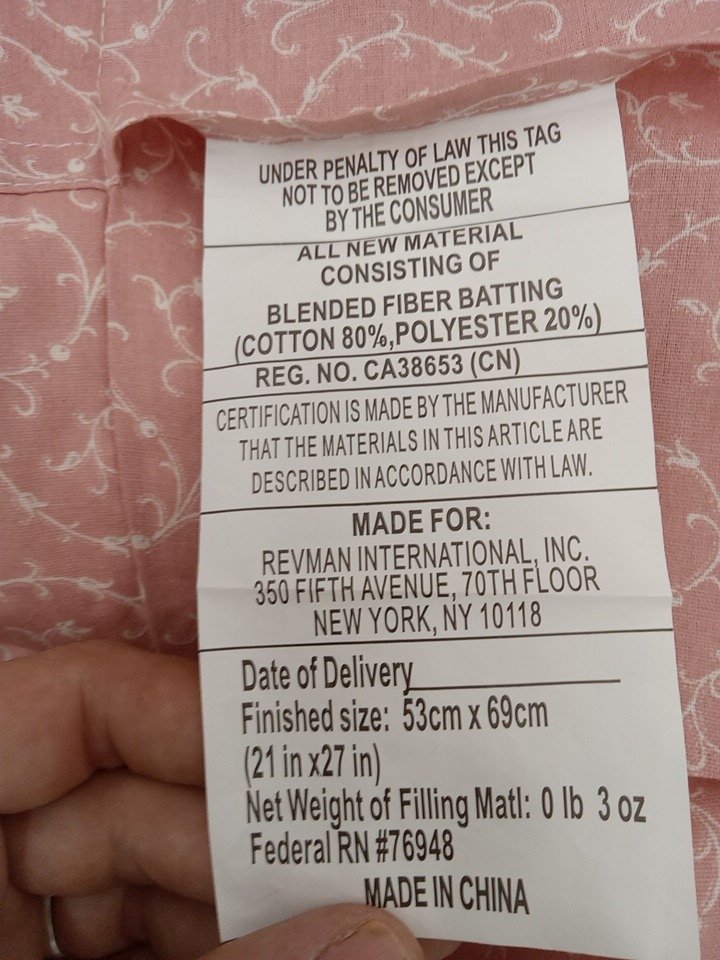 UNDER PENALTY OF LAW THIS TAG
NOT TO BE REMOVED EXCEPT
BY THE CONSUMER
ALL NEW MATERIAL
CONSISTING OF
BLENDED FIBER BATTING
(COTTON 80%,POLYESTER 20%)
REG. NO. CA38653 (CN)
CERTIFICATION IS MADE BY THE MANUFACTURER
THAT THE MATERIALS IN THIS ARTICLE ARE
DESCRIBED IN ACCORDANCE WITH LAW.
MADE FOR:
REVMAN INTERNATIONAL, INC.
350 FIFTH AVENUE, 70TH FLOOR
NEW YORK, NY 10118
Date of Delivery
Finished size: 53cm x 69cm
(21 in x27 in)
Net Weight of Filling Matl: 0 lb 3 oz
Federal RN #76948
MADE IN CHINA